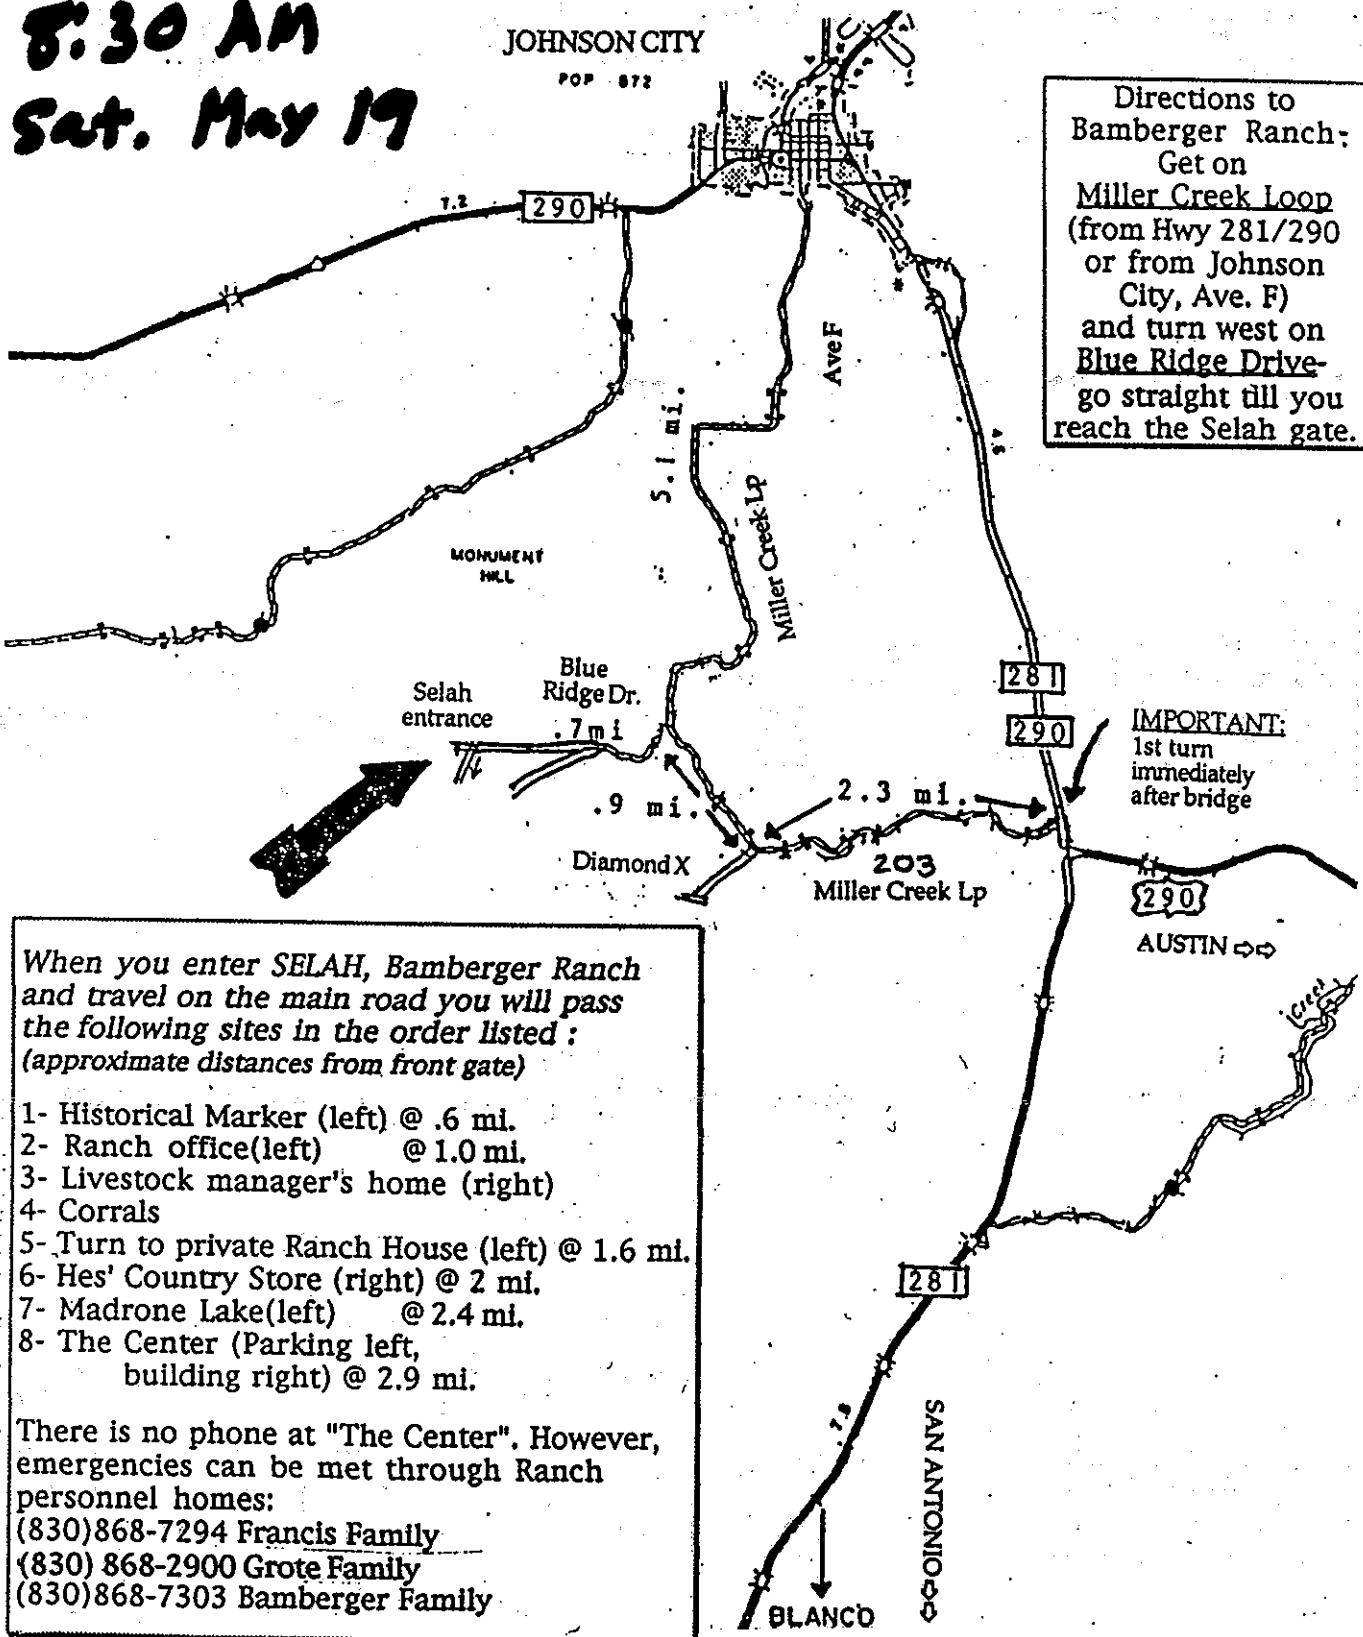 8:30 AM
Sat. May 19
JOHNSON CITY
POP 872
Directions to
Bamberger Ranch:
Get on
Miller Creek Loop
(from Hwy 281/290
or from Johnson
City, Ave. F)
and turn west on
Blue Ridge Drive-
go straight till you
reach the Selah gate.
7.2
290
Ave F
4.5
5.1 mi.
Miller Creek Lp
MONUMENT
HILL
Blue
Ridge Dr.
.7mi
Selah
entrance
281
290
IMPORTANT:
1st turn
immediately
after bridge
.9 mi.
2.3 mi.
Diamond X
203
Miller Creek Lp
290
AUSTIN ⇨⇨
Creek
When you enter SELAH, Bamberger Ranch
and travel on the main road you will pass
the following sites in the order listed :
(approximate distances from front gate)
1- Historical Marker (left) @ .6 mi.
2- Ranch office(left) @ 1.0 mi.
3- Livestock manager's home (right)
4- Corrals
5- Turn to private Ranch House (left) @ 1.6 mi.
6- Hes' Country Store (right) @ 2 mi.
7- Madrone Lake(left) @ 2.4 mi.
8- The Center (Parking left,
building right) @ 2.9 mi.
There is no phone at "The Center". However,
emergencies can be met through Ranch
personnel homes:
(830)868-7294 Francis Family
(830) 868-2900 Grote Family
(830)868-7303 Bamberger Family
281
7.8
SAN ANTONIO⇨⇨
BLANCO